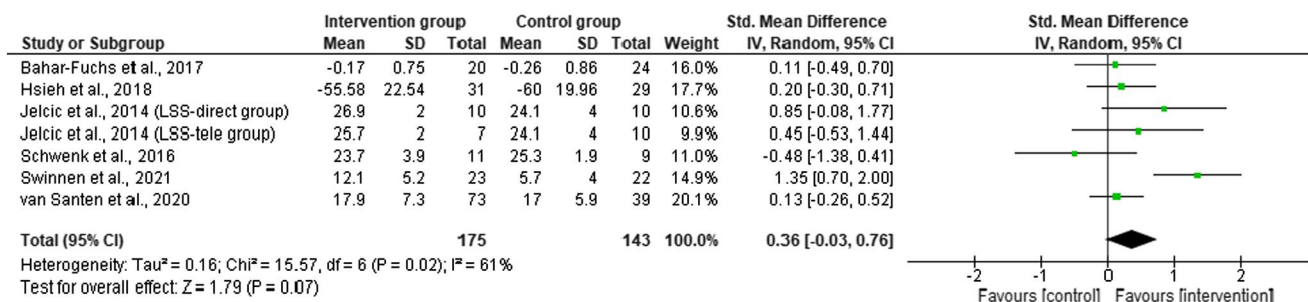 Intervention group Control group Std. Mean Difference Std. Mean Difference
Study or Subgroup Mean SD Total Mean SD Total Weight IV, Random, 95% CI IV, Random, 95% CI
Bahar-Fuchs et al., 2017 -0.17 0.75 20 -0.26 0.86 24 16.0% 0.11 [-0.49, 0.70]
Hsieh et al., 2018 -55.58 22.54 31 -60 19.96 29 17.7% 0.20 [-0.30, 0.71]
Jelcic et al., 2014 (LSS-direct group) 26.9 2 10 24.1 4 10 10.6% 0.85 [-0.08, 1.77]
Jelcic et al., 2014 (LSS-tele group) 25.7 2 7 24.1 4 10 9.9% 0.45 [-0.53, 1.44]
Schwenk et al., 2016 23.7 3.9 11 25.3 1.9 9 11.0% -0.48 [-1.38, 0.41]
Swinnen et al., 2021 12.1 5.2 23 5.7 4 22 14.9% 1.35 [0.70, 2.00]
van Santen et al., 2020 17.9 7.3 73 17 5.9 39 20.1% 0.13 [-0.26, 0.52]
Total (95% CI) 175 143 100.0% 0.36 [-0.03, 0.76]
Heterogeneity: Tau² = 0.16; Chi² = 15.57, df = 6 (P = 0.02); I² = 61%
Test for overall effect: Z = 1.79 (P = 0.07)
-2 -1 0 1 2
Favours [control] Favours [intervention]